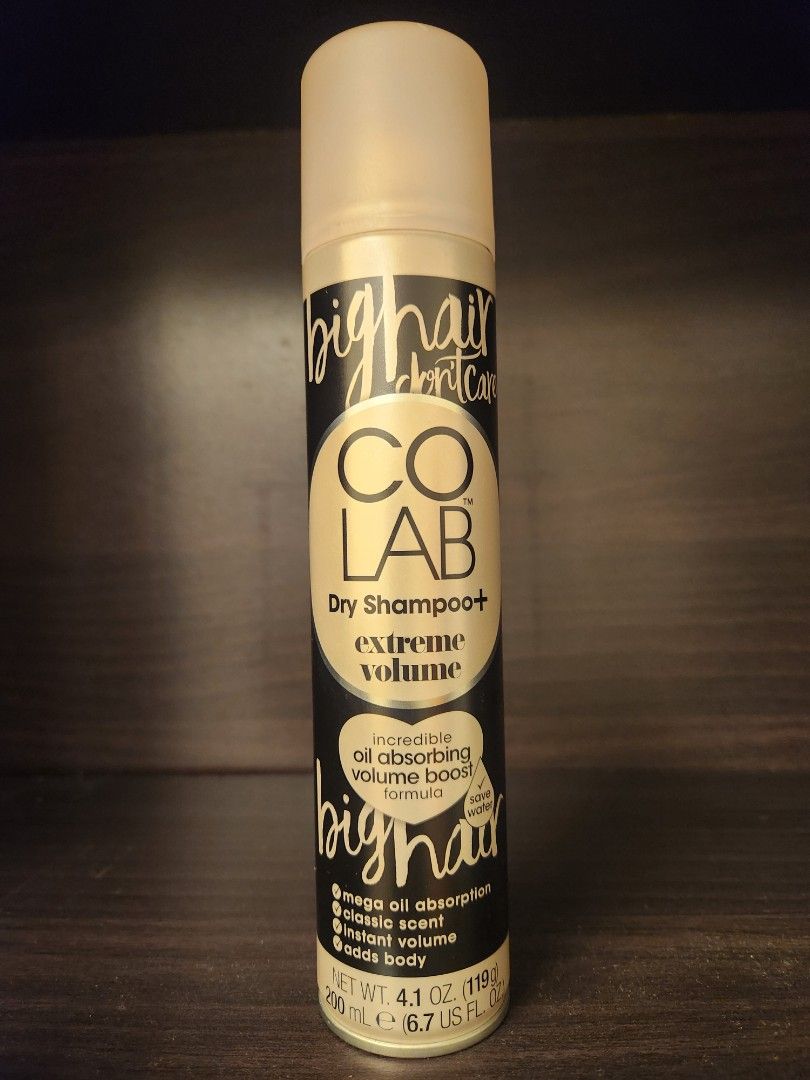 bighair
don't care
CO
LAB™
Dry Shampoo+
extreme
volume
incredible
oil absorbing
volume boost
formula
✓
save
water
bighair
✓ mega oil absorption
✓ classic scent
✓ instant volume
✓ adds body
NET WT. 4.1 OZ. (119g)
200 mL ℮ (6.7 US FL. OZ.